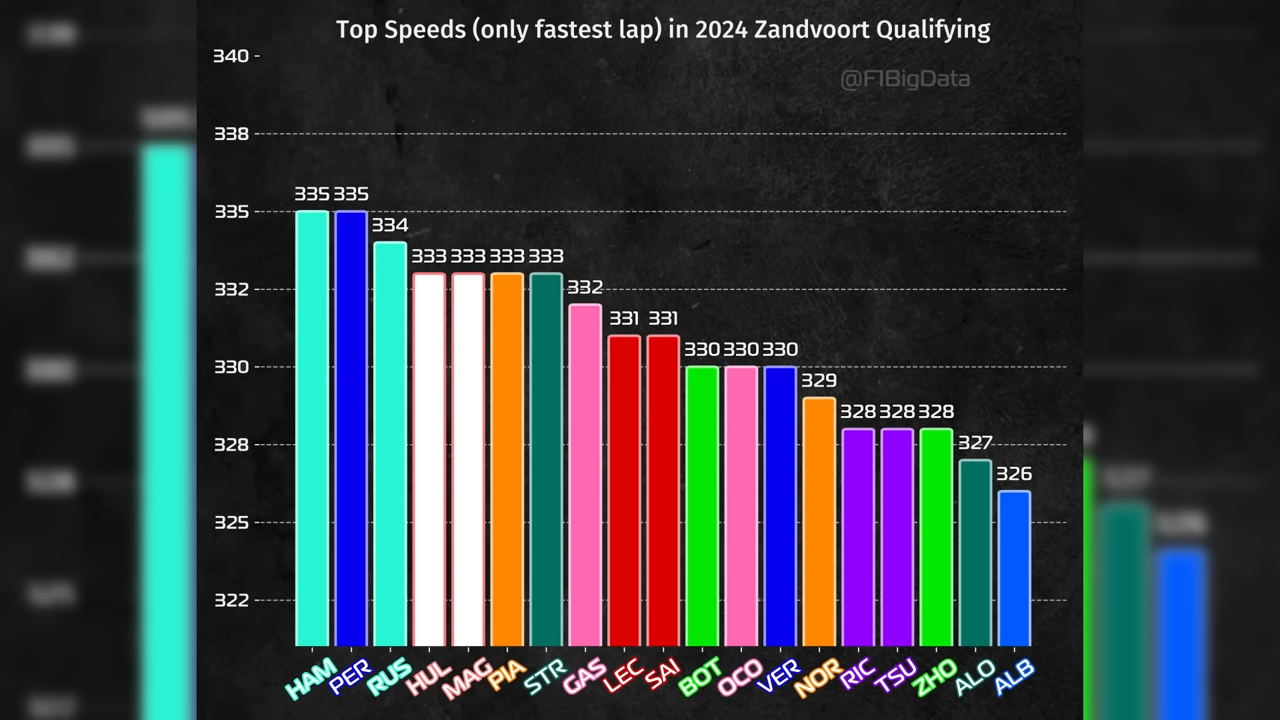 Top Speeds (only fastest lap) in 2024 Zandvoort Qualifying
@F1BigData
340
338
335
332
330
328
325
322
335 335 334 333 333 333 333 332 331 331 330 330 330 329 328 328 328 327 326
HAM PER RUS HUL MAG PIA STR GAS LEC SAI BOT OCO VER NOR RIC TSU ZHO ALO ALB